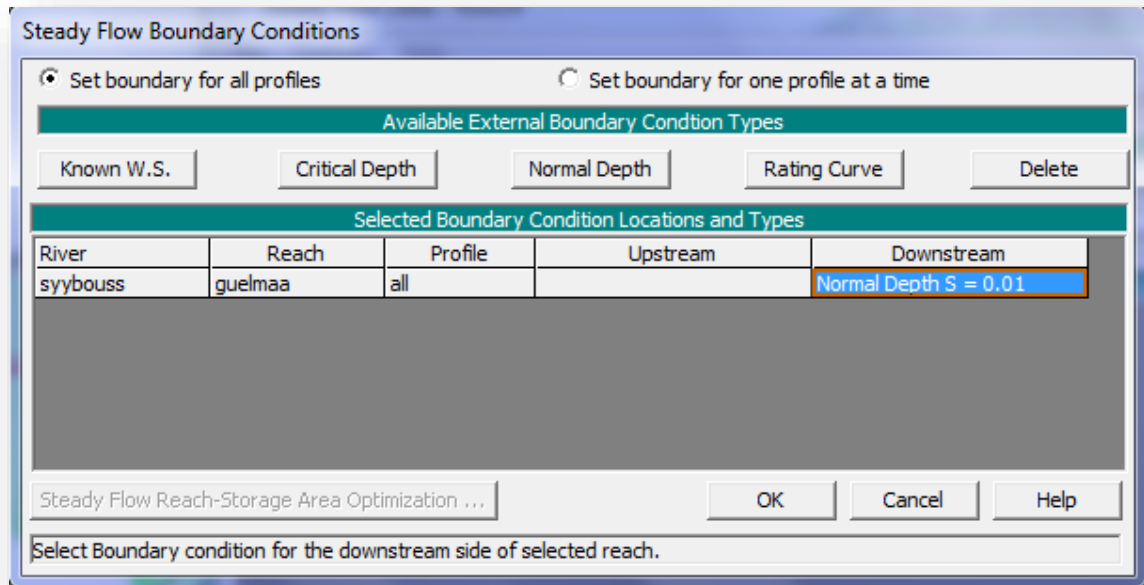 Steady Flow Boundary Conditions
Set boundary for all profiles Set boundary for one profile at a time
Available External Boundary Condtion Types
Known W.S. Critical Depth Normal Depth Rating Curve Delete
Selected Boundary Condition Locations and Types
River Reach Profile Upstream Downstream
syybouss guelmaa all Normal Depth S = 0.01
Steady Flow Reach-Storage Area Optimization ... OK Cancel Help
Select Boundary condition for the downstream side of selected reach.